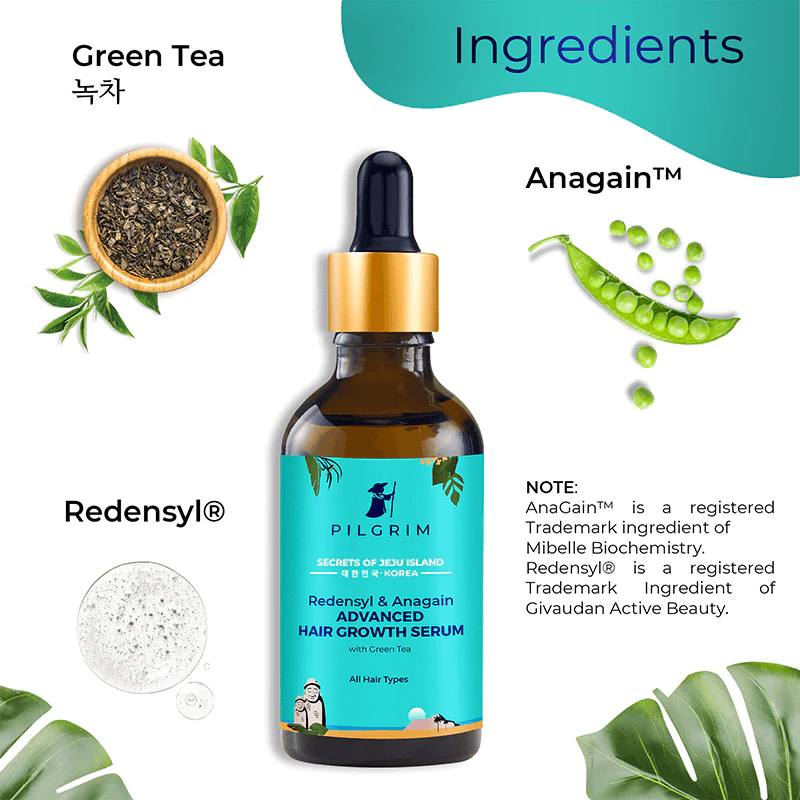 Ingredients
Green Tea
녹차
Anagain™
Redensyl®
PILGRIM
SECRETS OF JEJU ISLAND
대한민국·KOREA
Redensyl & Anagain
ADVANCED
HAIR GROWTH SERUM
with Green Tea
All Hair Types
NOTE:
AnaGain™ is a registered
Trademark ingredient of
Mibelle Biochemistry.
Redensyl® is a registered
Trademark Ingredient of
Givaudan Active Beauty.